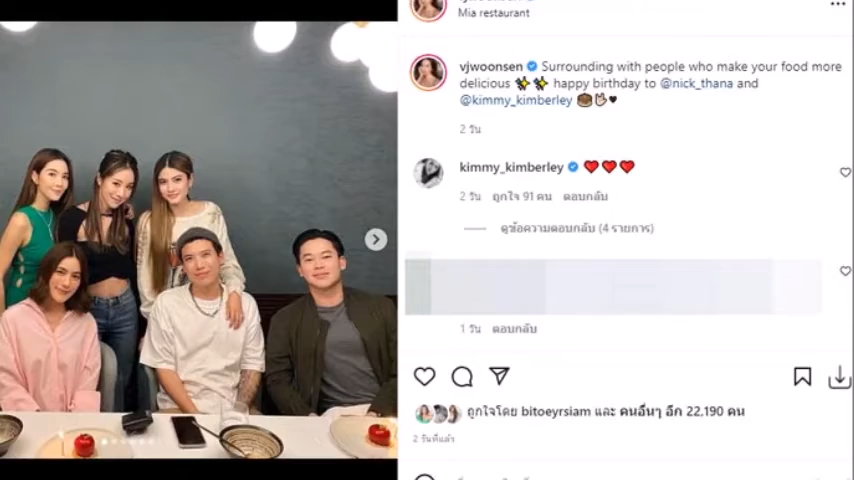 Mia restaurant
vjwoonsen Surrounding with people who make your food more
delicious ✨✨ happy birthday to @nick_thana and
@kimmy_kimberley
2 วัน
kimmy_kimberley ❤️❤️❤️
2 วัน ถูกใจ 91 คน ตอบกลับ
ดูข้อความตอบกลับ (4 รายการ)
1 วัน ตอบกลับ
ถูกใจโดย bitoeyrsiam และ คนอื่นๆ อีก 22,190 คน
2 วันที่แล้ว